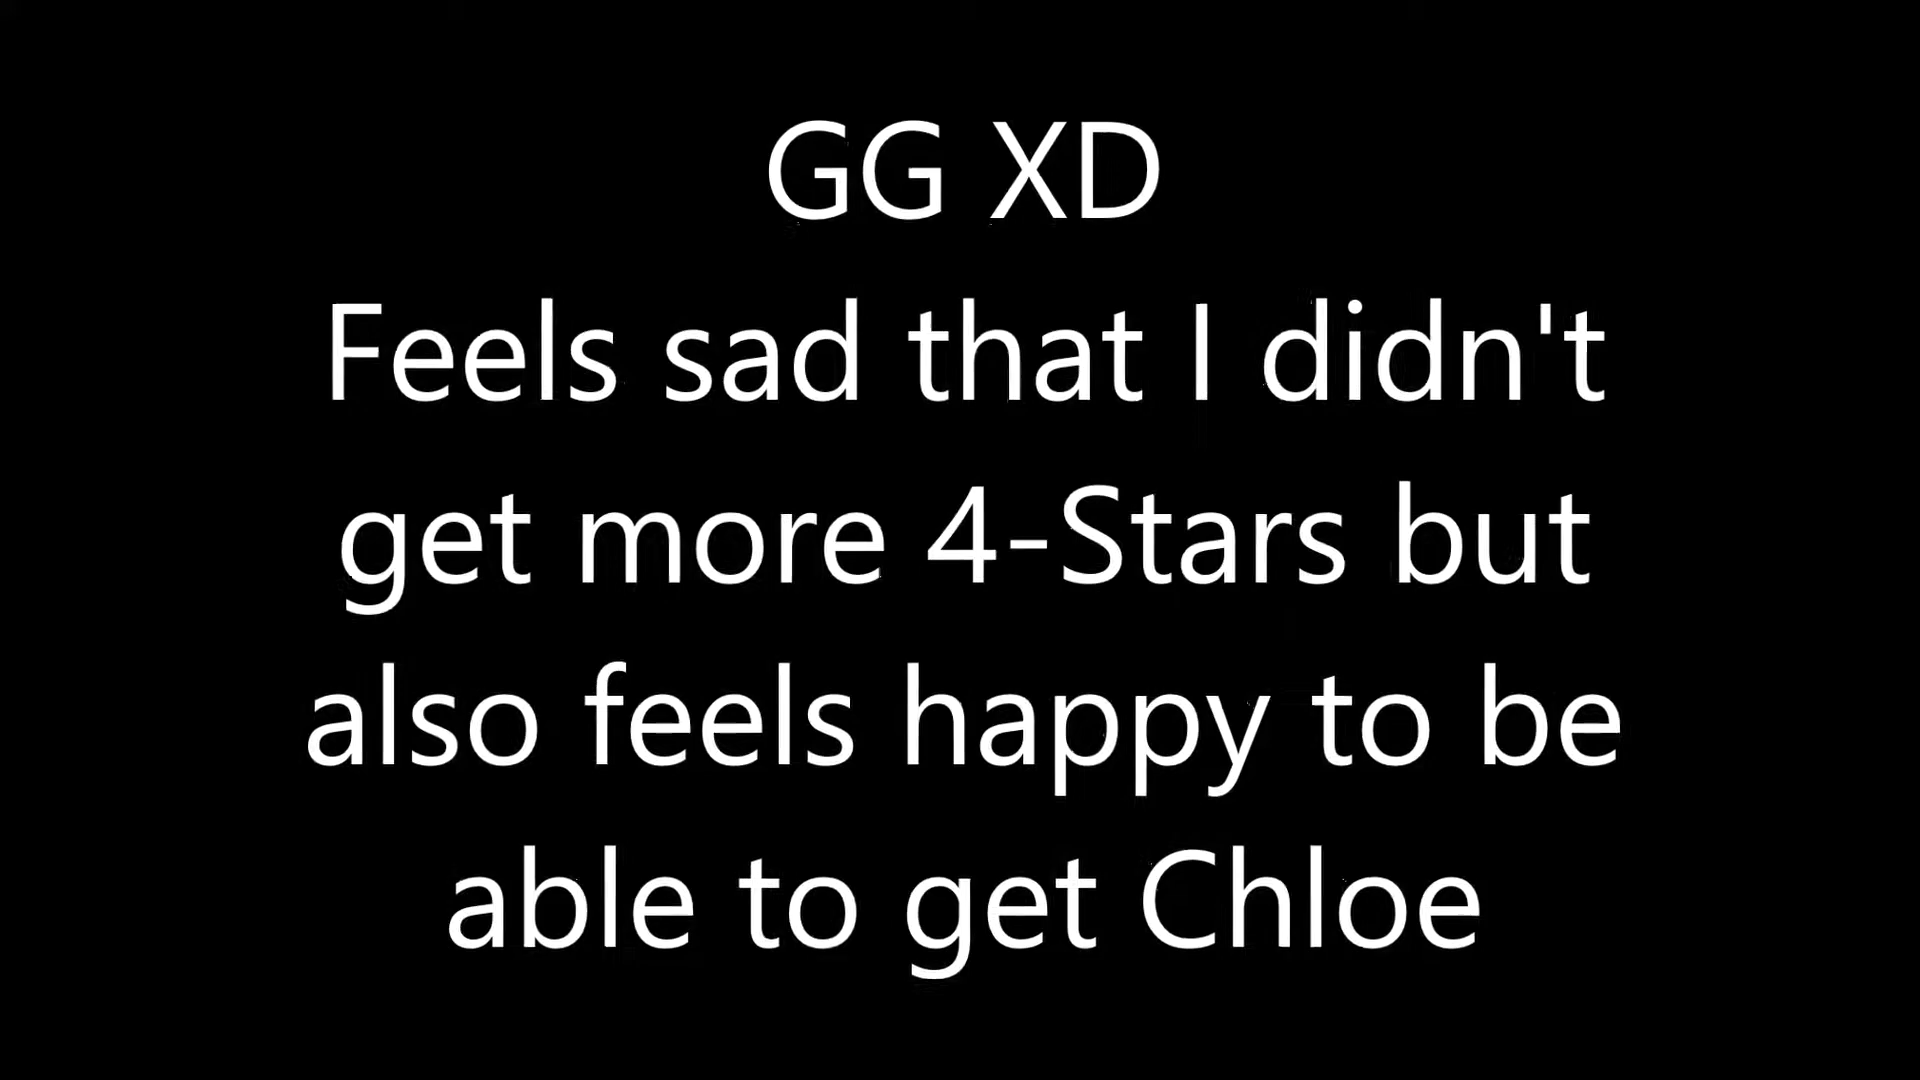 GG XD
Feels sad that I didn't
get more 4-Stars but
also feels happy to be
able to get Chloe